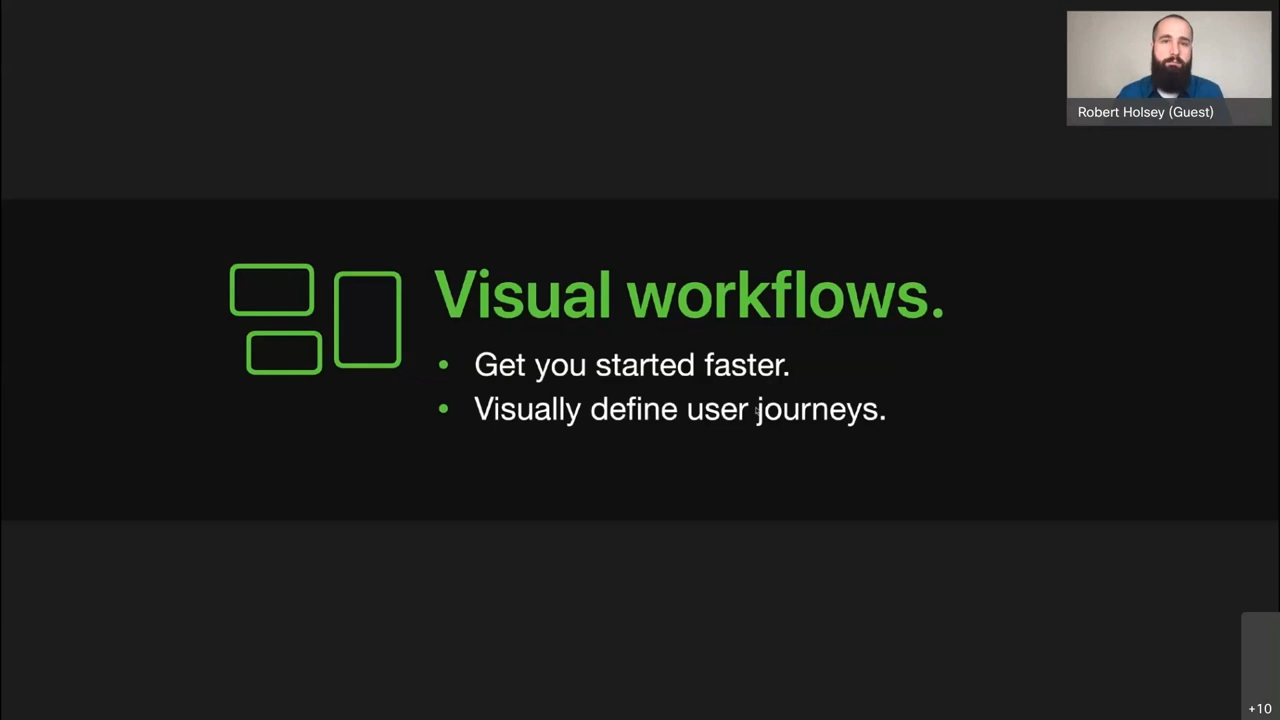 Robert Holsey (Guest)
Visual workflows.
• Get you started faster.
• Visually define user journeys.
+10